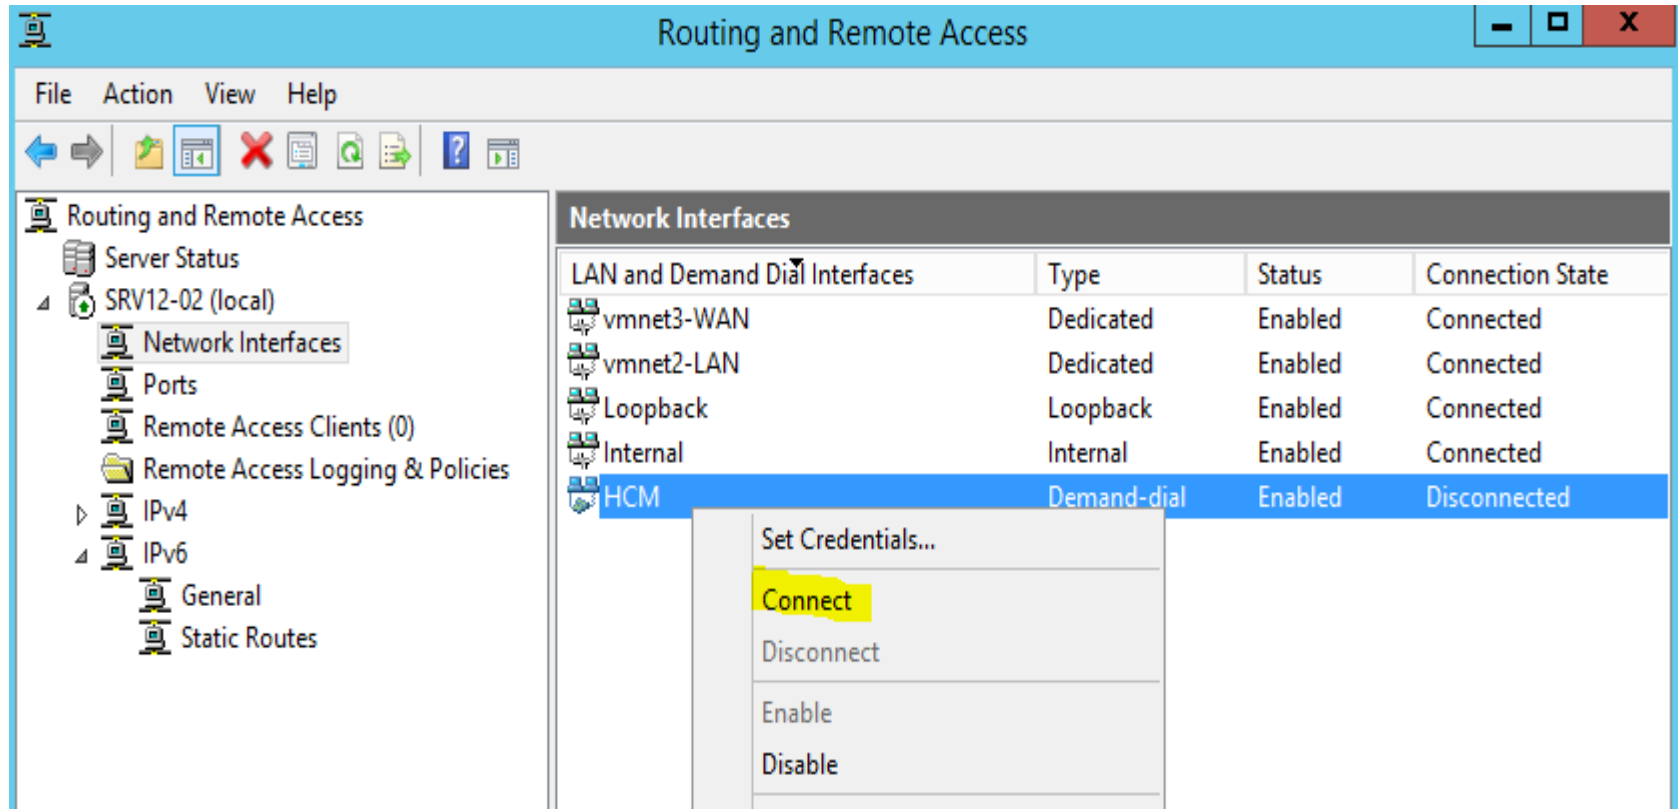 Routing and Remote Access
X
File Action View Help
?
Routing and Remote Access
Server Status
SRV12-02 (local)
Network Interfaces
Ports
Remote Access Clients (0)
Remote Access Logging & Policies
IPv4
IPv6
General
Static Routes
Network Interfaces
LAN and Demand Dial Interfaces Type Status Connection State
vmnet3-WAN Dedicated Enabled Connected
vmnet2-LAN Dedicated Enabled Connected
Loopback Loopback Enabled Connected
Internal Internal Enabled Connected
HCM Demand-dial Enabled Disconnected
Set Credentials...
Connect
Disconnect
Enable
Disable